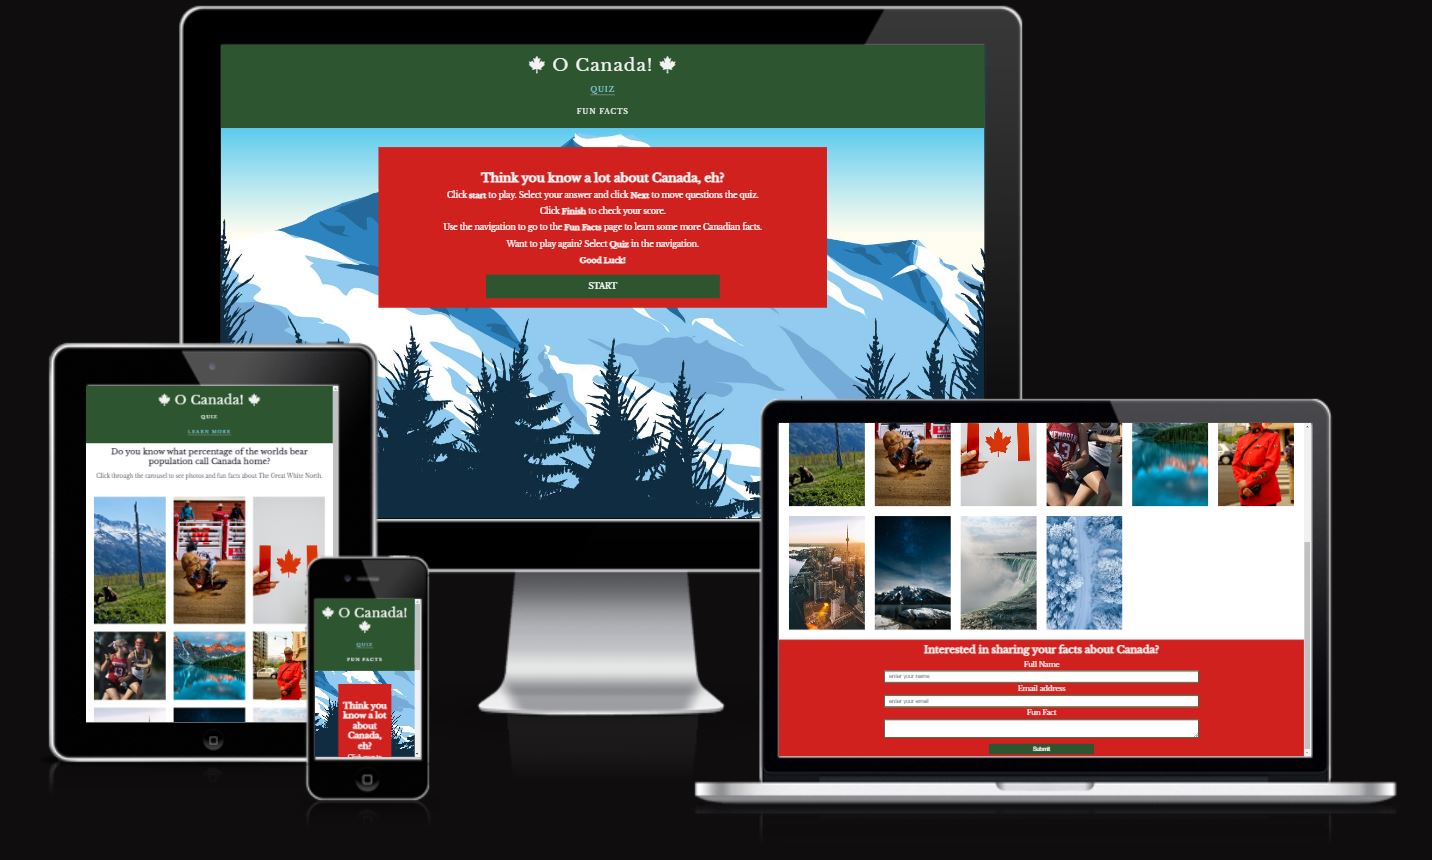 O Canada!
QUIZ
FUN FACTS
Think you know a lot about Canada, eh?
Click start to play. Select your answer and click Next to move questions the quiz.
Click Finish to check your score.
Use the navigation to go to the Fun Facts page to learn some more Canadian facts.
Want to play again? Select Quiz in the navigation.
Good Luck!
START
O Canada!
QUIZ
LEARN MORE
Do you know what percentage of the worlds bear
population call Canada home?
Click through the carousel to see photos and fun facts about The Great White North.
O Canada!
QUIZ
FUN FACTS
Think you
know a lot
about
Canada,
eh?
Interested in sharing your facts about Canada?
Full Name
enter your name
Email address
enter your email
Fun Fact
Submit